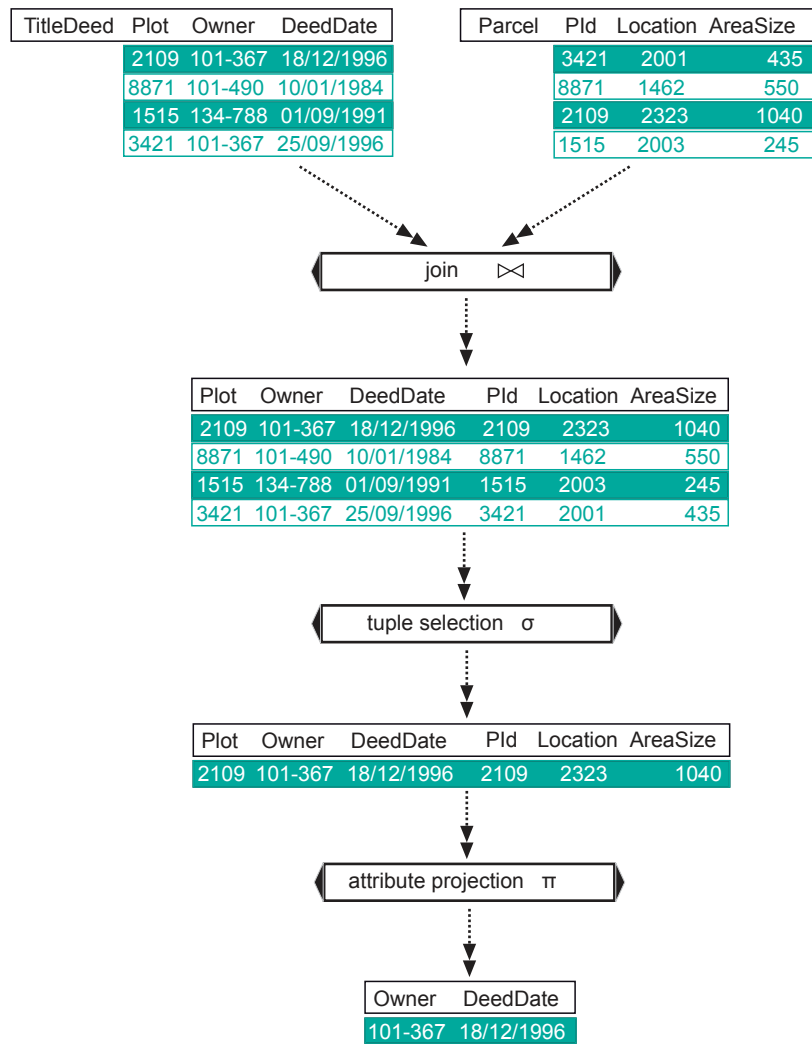 TitleDeed Plot Owner DeedDate
2109 101-367 18/12/1996
8871 101-490 10/01/1984
1515 134-788 01/09/1991
3421 101-367 25/09/1996
Parcel PId Location AreaSize
3421 2001 435
8871 1462 550
2109 2323 1040
1515 2003 245
join ⋈
Plot Owner DeedDate PId Location AreaSize
2109 101-367 18/12/1996 2109 2323 1040
8871 101-490 10/01/1984 8871 1462 550
1515 134-788 01/09/1991 1515 2003 245
3421 101-367 25/09/1996 3421 2001 435
tuple selection σ
Plot Owner DeedDate PId Location AreaSize
2109 101-367 18/12/1996 2109 2323 1040
attribute projection π
Owner DeedDate
101-367 18/12/1996